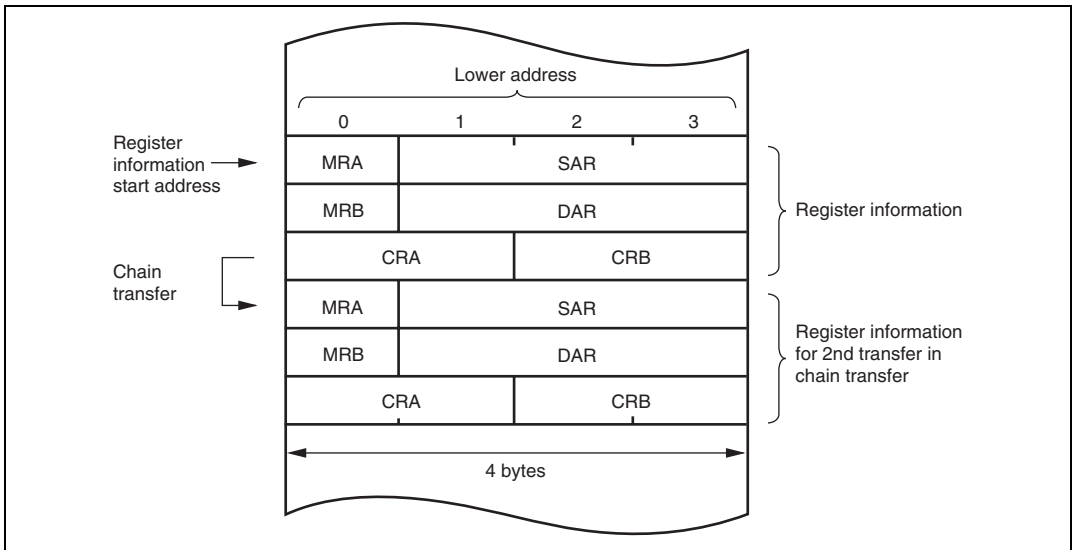 Lower address
0 1 2 3
Register
information
start address
MRA SAR
MRB DAR
CRA CRB
Register information
Chain
transfer
MRA SAR
MRB DAR
CRA CRB
Register information
for 2nd transfer in
chain transfer
4 bytes